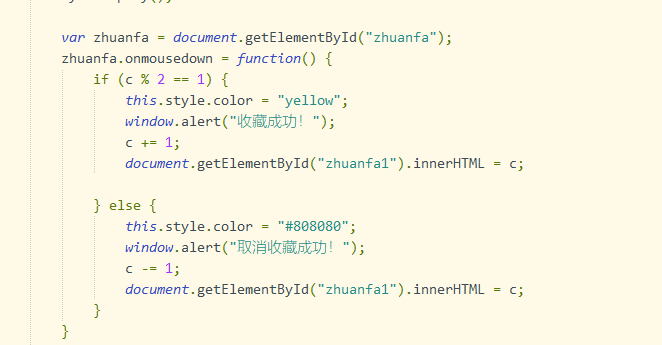 var zhuanfa = document.getElementById("zhuanfa");
zhuanfa.onmousedown = function() {
if (c % 2 == 1) {
this.style.color = "yellow";
window.alert("收藏成功！");
c += 1;
document.getElementById("zhuanfa1").innerHTML = c;
} else {
this.style.color = "#808080";
window.alert("取消收藏成功！");
c -= 1;
document.getElementById("zhuanfa1").innerHTML = c;
}
}